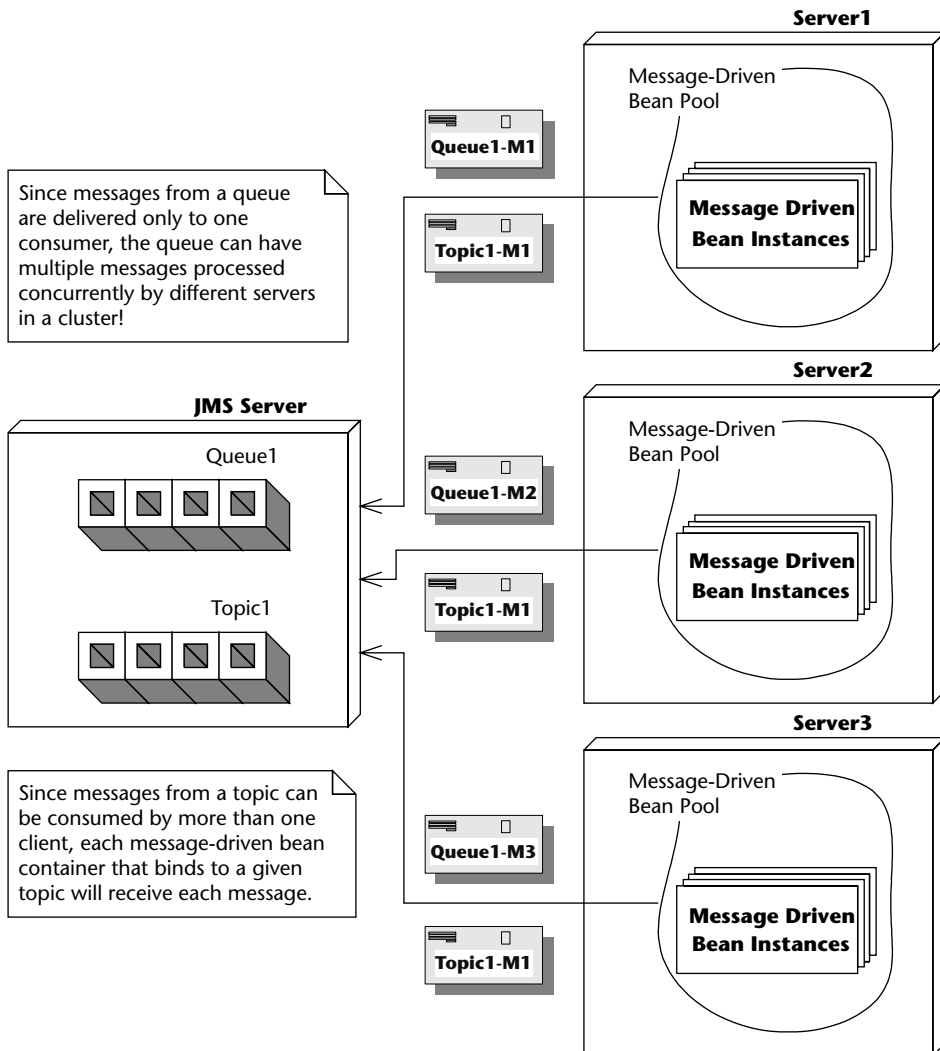 Server1
Message-Driven
Bean Pool
Queue1-M1
Message Driven
Bean Instances
Topic1-M1
Since messages from a queue
are delivered only to one
consumer, the queue can have
multiple messages processed
concurrently by different servers
in a cluster!
Server2
JMS Server
Message-Driven
Bean Pool
Queue1
Queue1-M2
Message Driven
Bean Instances
Topic1
Topic1-M1
Server3
Since messages from a topic can
be consumed by more than one
client, each message-driven bean
container that binds to a given
topic will receive each message.
Message-Driven
Bean Pool
Queue1-M3
Message Driven
Bean Instances
Topic1-M1